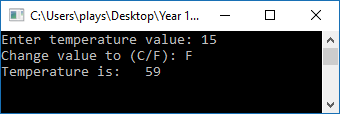 C:\Users\plays\Desktop\Year 1...
Enter temperature value: 15
Change value to (C/F): F
Temperature is:   59